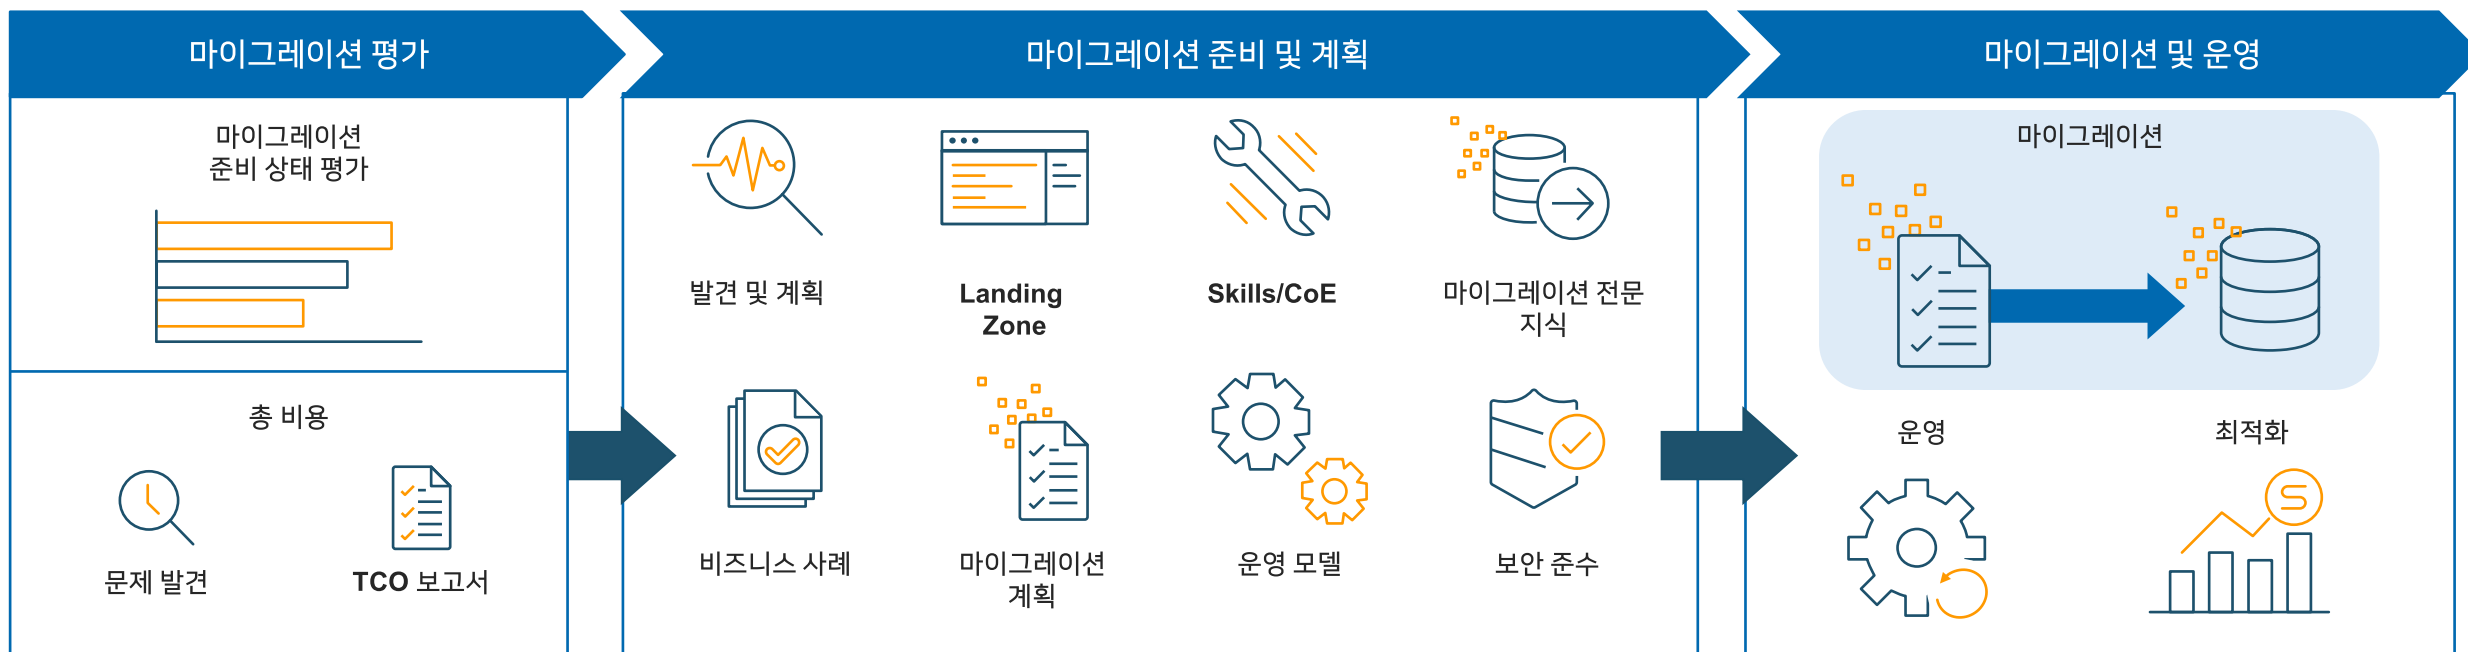 마이그레이션 평가
마이그레이션 준비 및 계획
마이그레이션 및 운영
마이그레이션
준비 상태 평가
총 비용
문제 발견
TCO 보고서
발견 및 계획
Landing
Zone
Skills/CoE
마이그레이션 전문
지식
비즈니스 사례
마이그레이션
계획
운영 모델
보안 준수
마이그레이션
운영
최적화